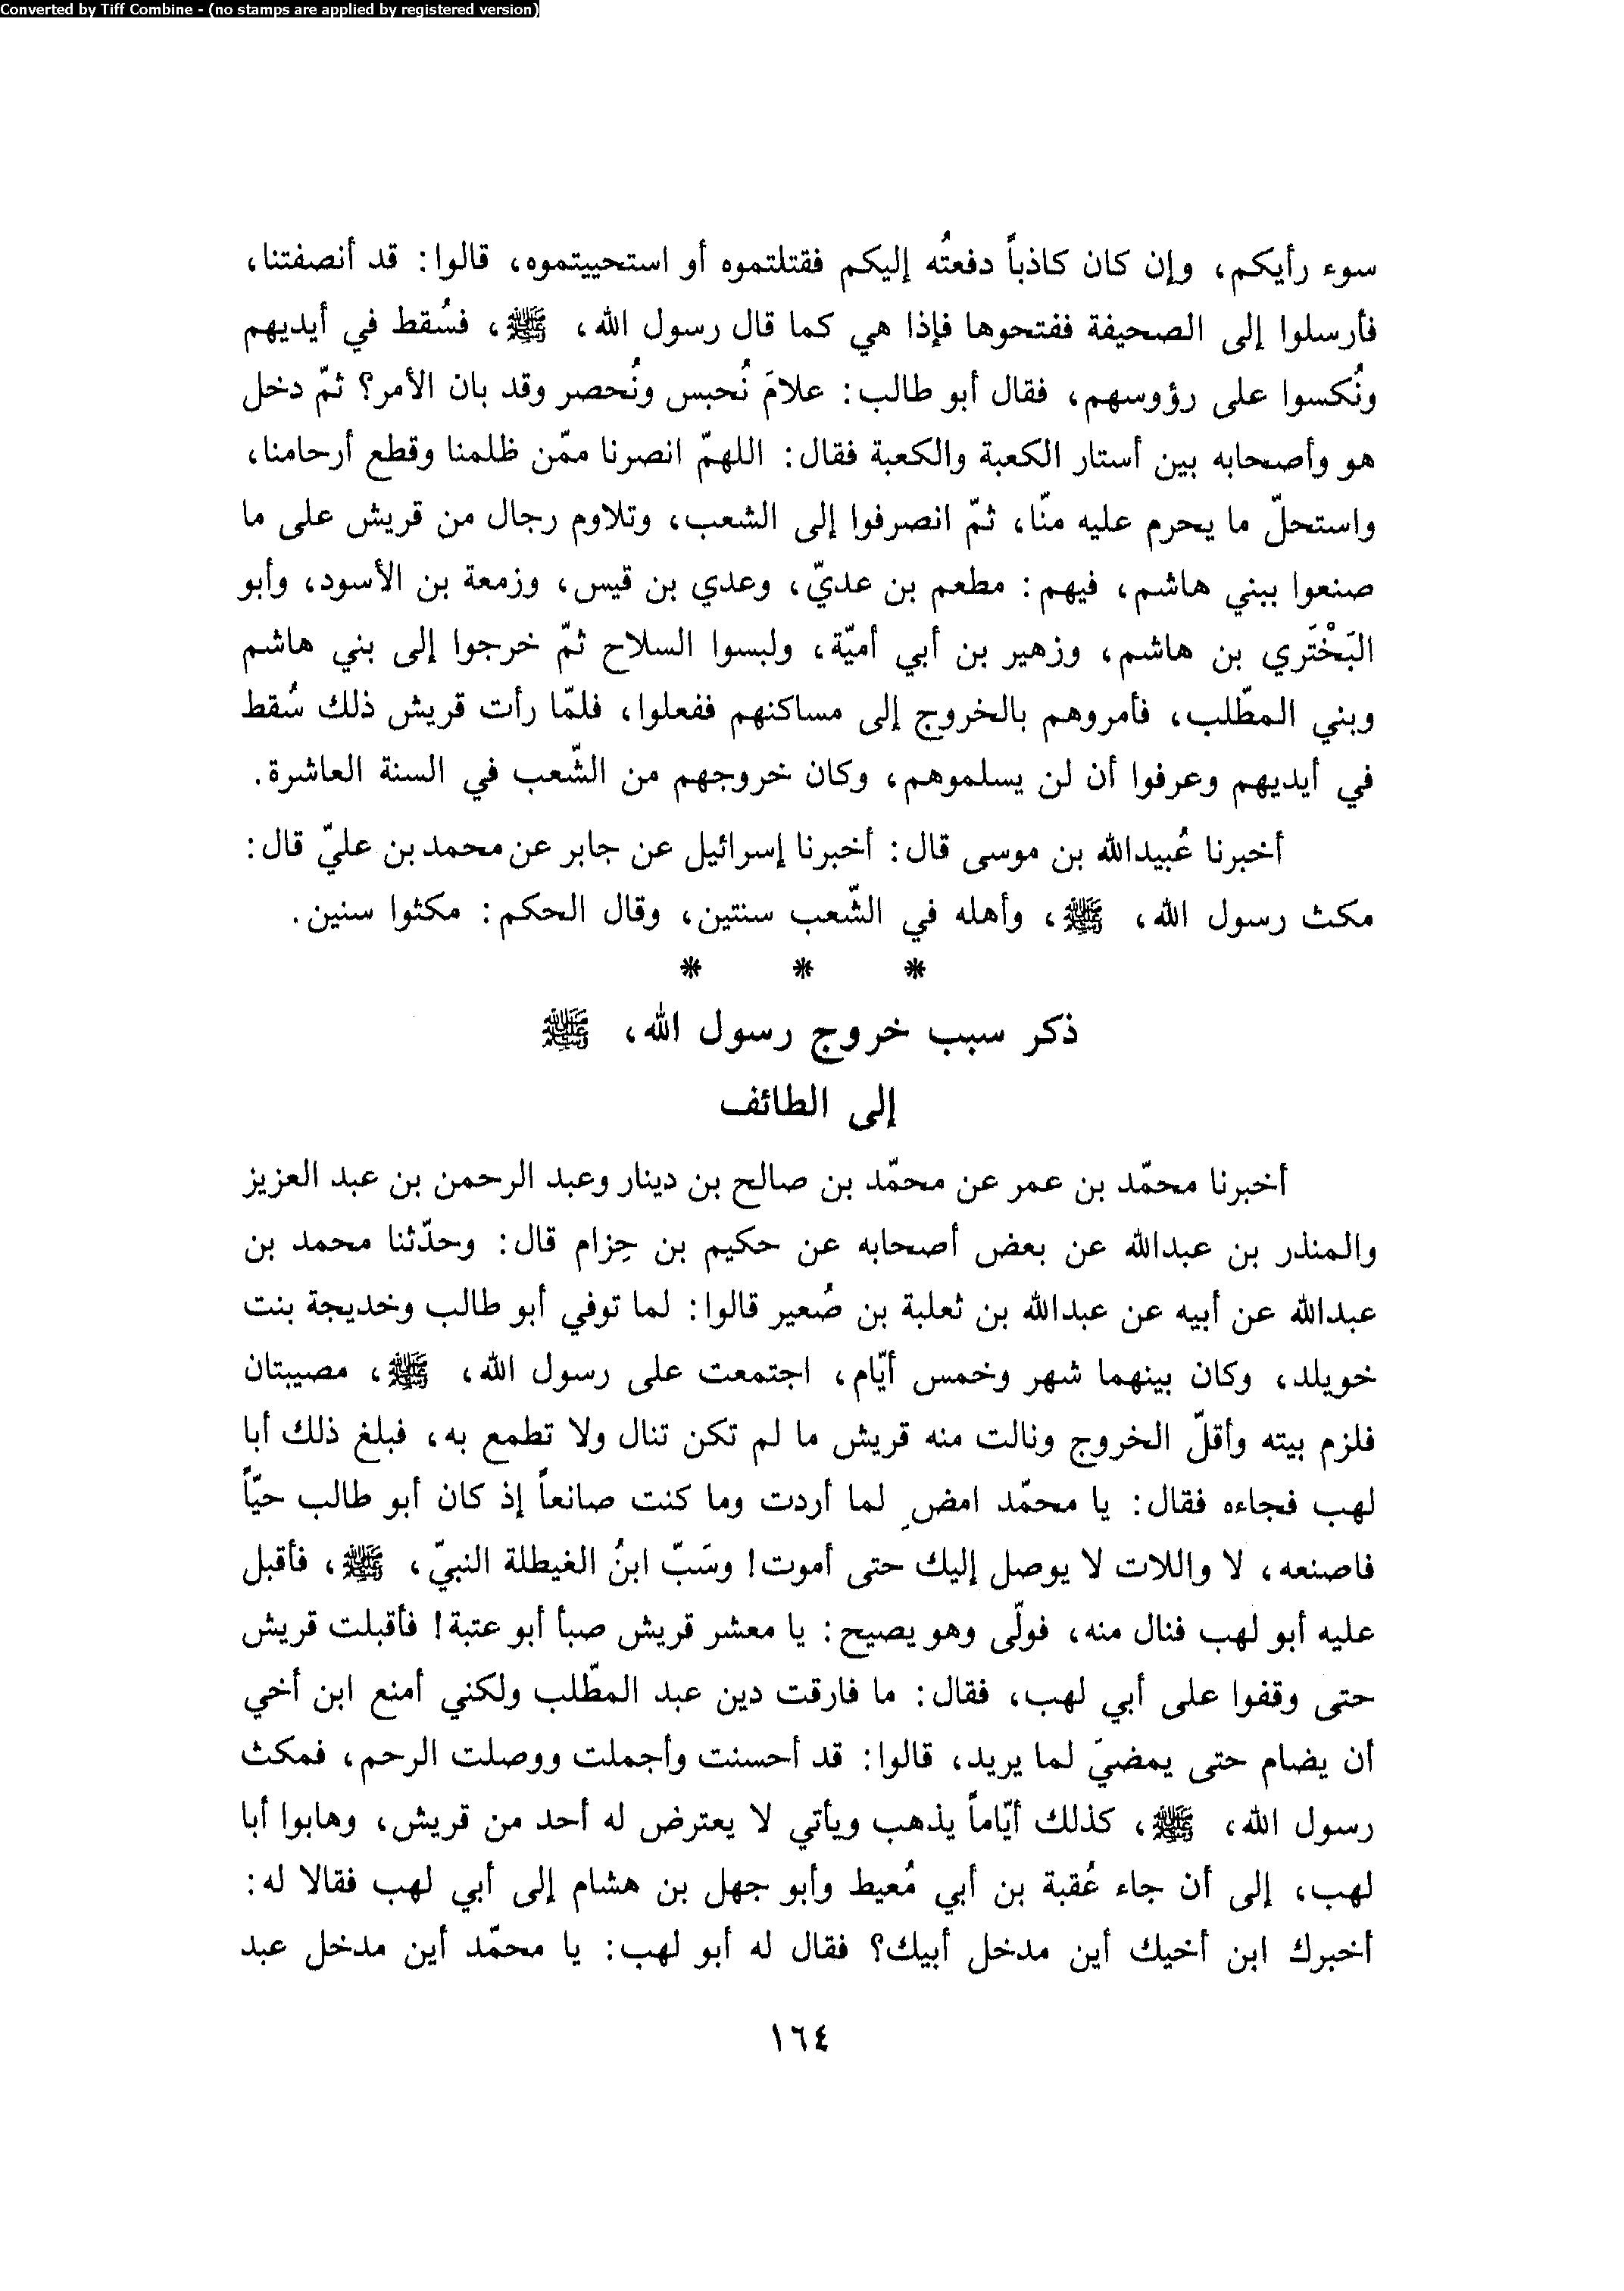 Converted by Tiff Combine - (no stamps are applied by registered version)
سوء رأيكم، وإن كان كاذباً دفعتُه إليكم فقتلتموه أو استحييتموه، قالوا: قد أنصفتنا،
فأرسلوا إلى الصحيفة ففتحوها فإذا هي كما قال رسول الله، ﷺ، فسُقط في أيديهم
ونُكسوا على رؤوسهم، فقال أبو طالب: علامَ نُحبس ونُحصر وقد بان الأمر؟ ثمّ دخل
هو وأصحابه بين أستار الكعبة والكعبة فقال: اللهمّ انصرنا ممّن ظلمنا وقطع أرحامنا،
واستحلّ ما يحرم عليه منّا، ثمّ انصرفوا إلى الشعب، وتلاوم رجال من قريش على ما
صنعوا ببني هاشم، فيهم: مطعم بن عديّ، وعدي بن قيس، وزمعة بن الأسود، وأبو
البَخْتَري بن هاشم، وزهير بن أبي أميّة، ولبسوا السلاح ثمّ خرجوا إلى بني هاشم
وبني المطّلب، فأمروهم بالخروج إلى مساكنهم ففعلوا، فلمّا رأت قريش ذلك سُقط
في أيديهم وعرفوا أن لن يسلموهم، وكان خروجهم من الشّعب في السنة العاشرة.
أخبرنا عُبيدالله بن موسى قال: أخبرنا إسرائيل عن جابر عن محمد بن عليّ قال:
مكث رسول الله، ﷺ، وأهله في الشّعب سنتين، وقال الحكم: مكثوا سنين.
* * *
ذكر سبب خروج رسول الله، ﷺ
إلى الطائف
أخبرنا محمّد بن عمر عن محمّد بن صالح بن دينار وعبد الرحمن بن عبد العزيز
والمنذر بن عبدالله عن بعض أصحابه عن حكيم بن حِزام قال: وحدّثنا محمد بن
عبدالله عن أبيه عن عبدالله بن ثعلبة بن صُعير قالوا: لما توفي أبو طالب وخديجة بنت
خويلد، وكان بينهما شهر وخمس أيّام، اجتمعت على رسول الله، ﷺ، مصيبتان
فلزم بيته وأقلّ الخروج ونالت منه قريش ما لم تكن تنال ولا تطمع به، فبلغ ذلك أبا
لهب فجاءه فقال: يا محمّد امضِ لما أردت وما كنت صانعاً إذ كان أبو طالب حيّاً
فاصنعه، لا واللات لا يوصل إليك حتى أموت! وسَبّ ابنُ الغيطلة النبيّ، ﷺ، فأقبل
عليه أبو لهب فنال منه، فولّى وهو يصيح: يا معشر قريش صبأ أبو عتبة! فأقبلت قريش
حتى وقفوا على أبي لهب، فقال: ما فارقت دين عبد المطّلب ولكني أمنع ابن أخي
أن يضام حتى يمضيَ لما يريد، قالوا: قد أحسنت وأجملت ووصلت الرحم، فمكث
رسول الله، ﷺ، كذلك أيّاماً يذهب ويأتي لا يعترض له أحد من قريش، وهابوا أبا
لهب، إلى أن جاء عُقبة بن أبي مُعيط وأبو جهل بن هشام إلى أبي لهب فقالا له:
أخبرك ابن أخيك أين مدخل أبيك؟ فقال له أبو لهب: يا محمّد أين مدخل عبد
١٦٤